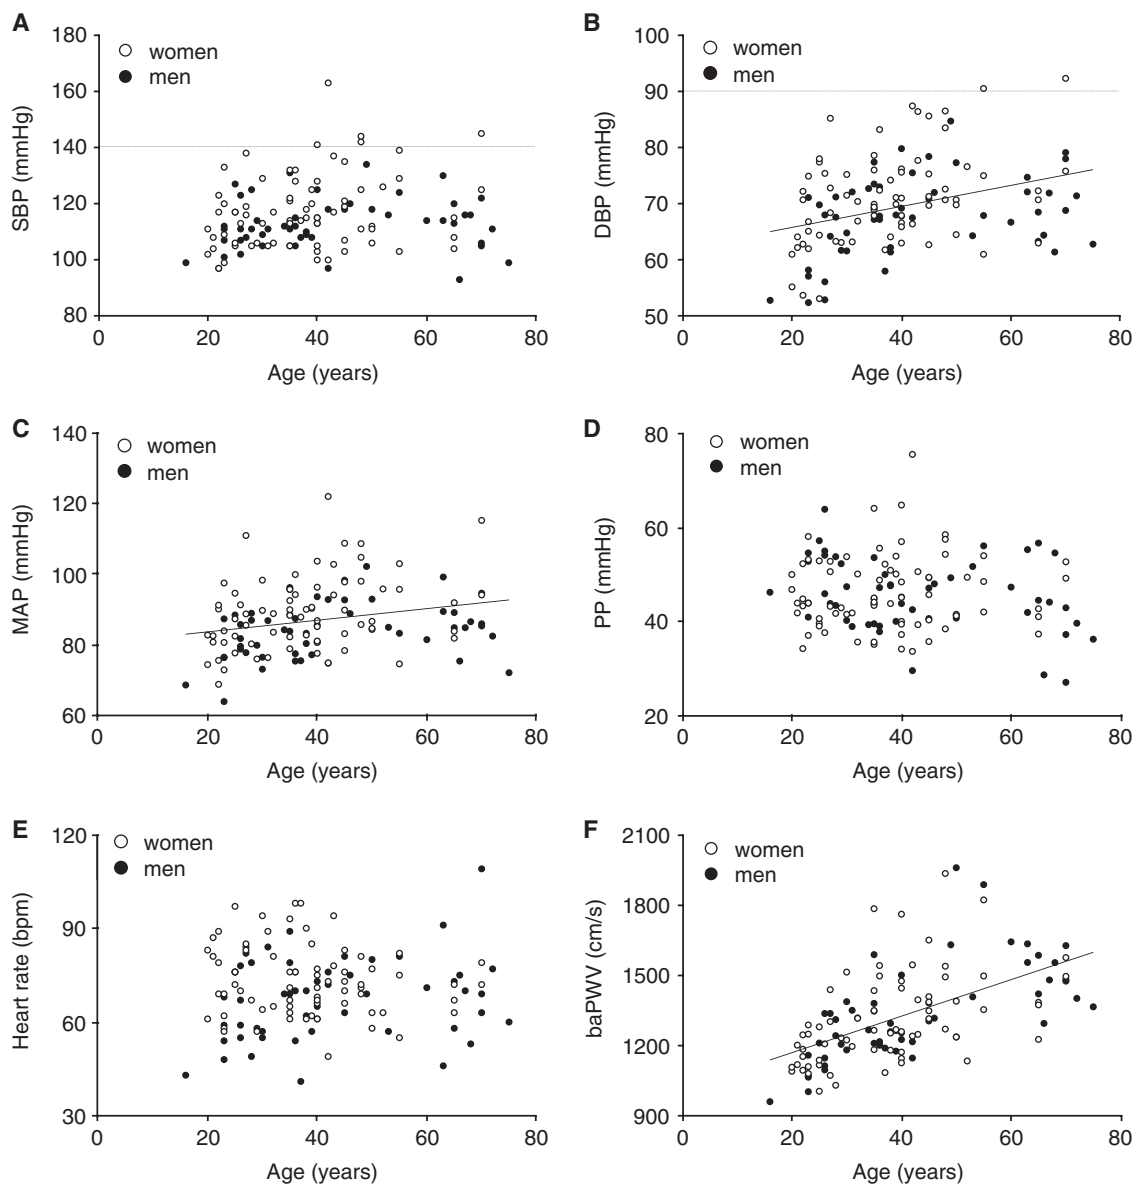 A
180
160
140
120
100
80
0
20
40
60
80
SBP (mmHg)
Age (years)
women
men
B
100
90
80
70
60
50
0
20
40
60
80
DBP (mmHg)
Age (years)
women
men
C
140
120
100
80
60
0
20
40
60
80
MAP (mmHg)
Age (years)
women
men
D
80
60
40
20
0
20
40
60
80
PP (mmHg)
Age (years)
women
men
E
120
90
60
30
0
20
40
60
80
Heart rate (bpm)
Age (years)
women
men
F
2100
1800
1500
1200
900
0
20
40
60
80
baPWV (cm/s)
Age (years)
women
men